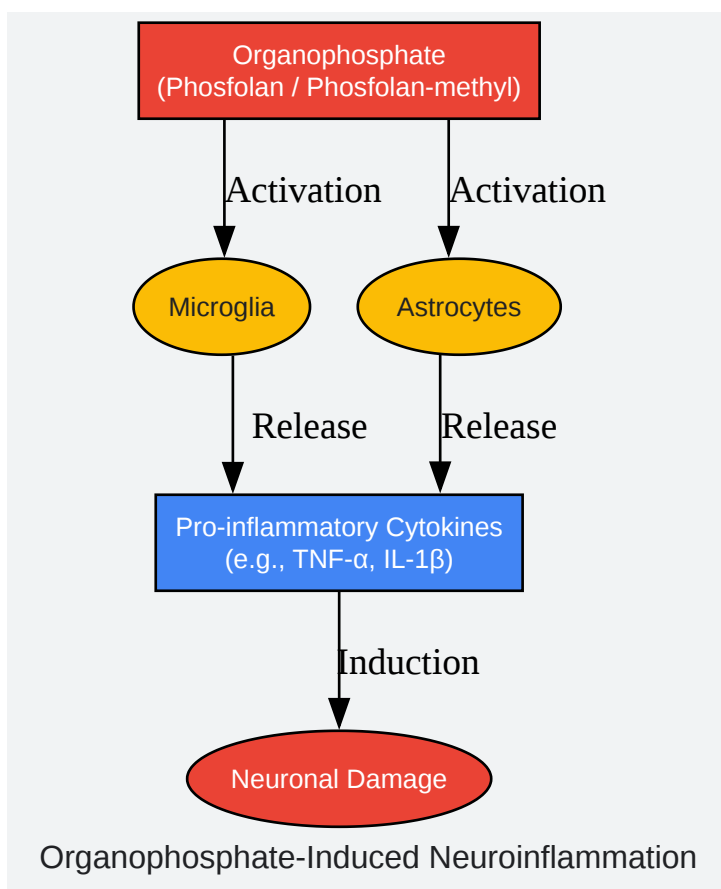 Organophosphate
(Phosfolan / Phosfolan-methyl)
Activation
Activation
Microglia
Astrocytes
Release
Release
Pro-inflammatory Cytokines
(e.g., TNF-α, IL-1β)
Induction
Neuronal Damage
Organophosphate-Induced Neuroinflammation